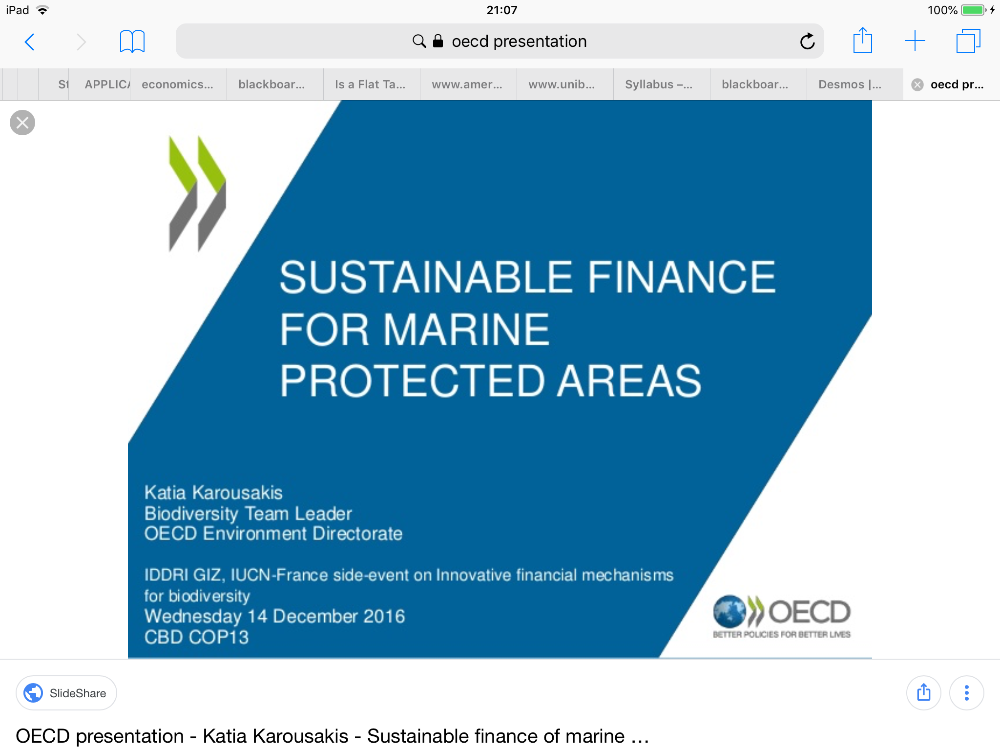 iPad 21:07 100%
oecd presentation
St APPLICA economics... blackboar... Is a Flat Ta... www.amer... www.unib... Syllabus –... blackboar... Desmos |... oecd pr...
SUSTAINABLE FINANCE
FOR MARINE
PROTECTED AREAS
Katia Karousakis
Biodiversity Team Leader
OECD Environment Directorate
IDDRI GIZ, IUCN-France side-event on Innovative financial mechanisms
for biodiversity
Wednesday 14 December 2016
CBD COP13
OECD
BETTER POLICIES FOR BETTER LIVES
SlideShare
OECD presentation - Katia Karousakis - Sustainable finance of marine ...